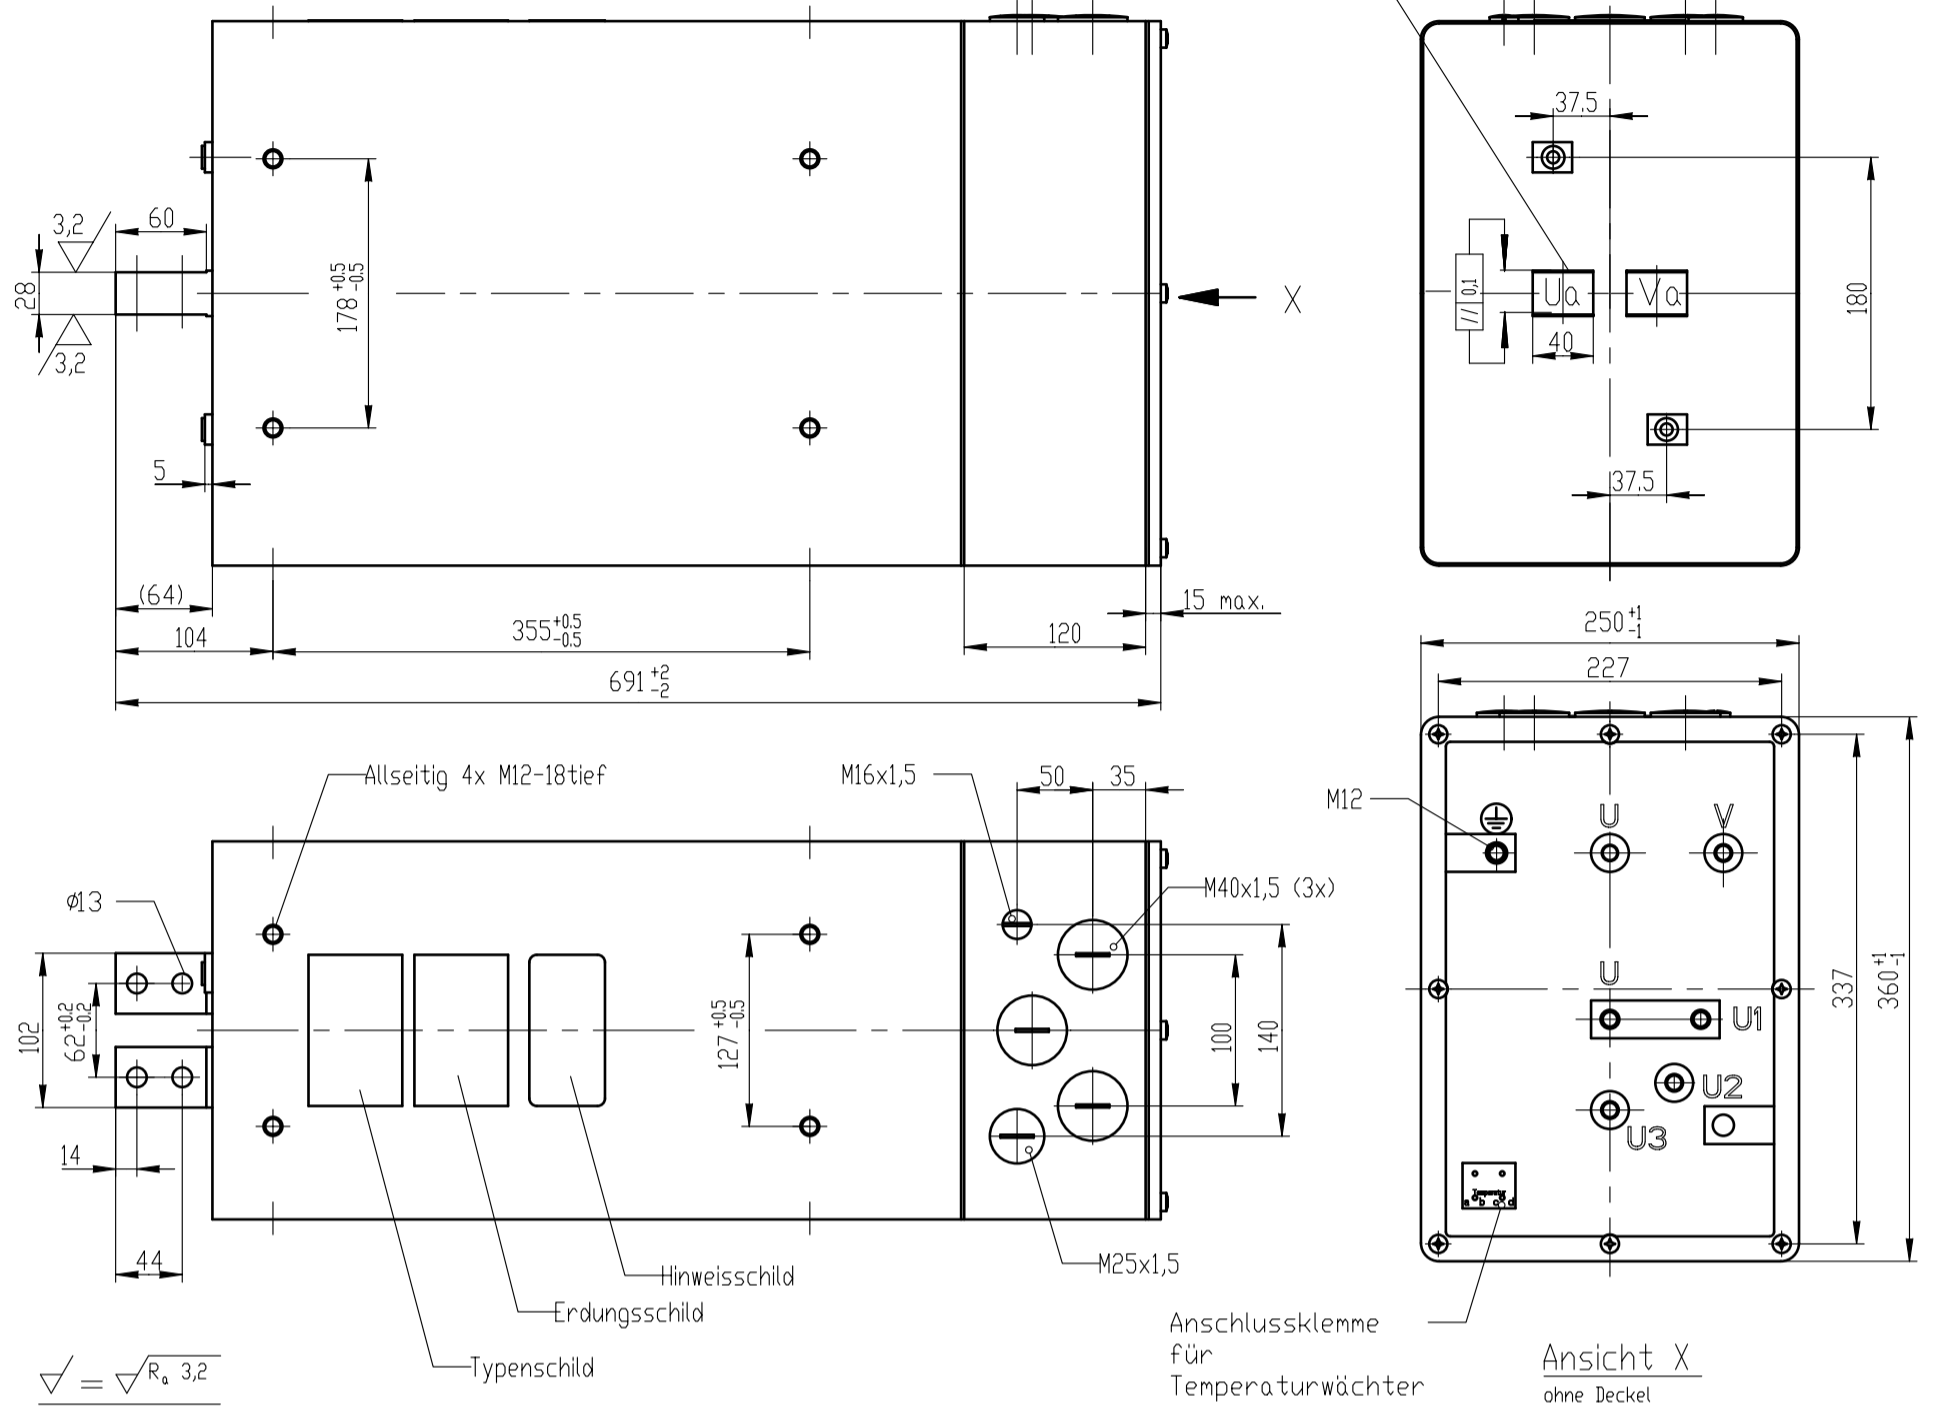 37.5
3,2
60
28
3,2
178 +0.5 -0.5
X
// 0,1
Ua
Va
40
180
37.5
5
(64)
104
355 +0.5 -0.5
120
15 max.
691 +2 -2
250 +1 -1
227
Allseitig 4x M12-18tief
M16x1,5
50
35
M12
U
V
ø13
M40x1,5 (3x)
102
62 +0.2 -0.2
127 +0.5 -0.5
100
140
U
U1
U2
U3
337
360 +1 -1
14
44
Temperatur
a b c d
Hinweisschild
M25x1,5
Erdungsschild
Typenschild
= Ra 3,2
Anschlussklemme
für
Temperaturwächter
Ansicht X
ohne Deckel